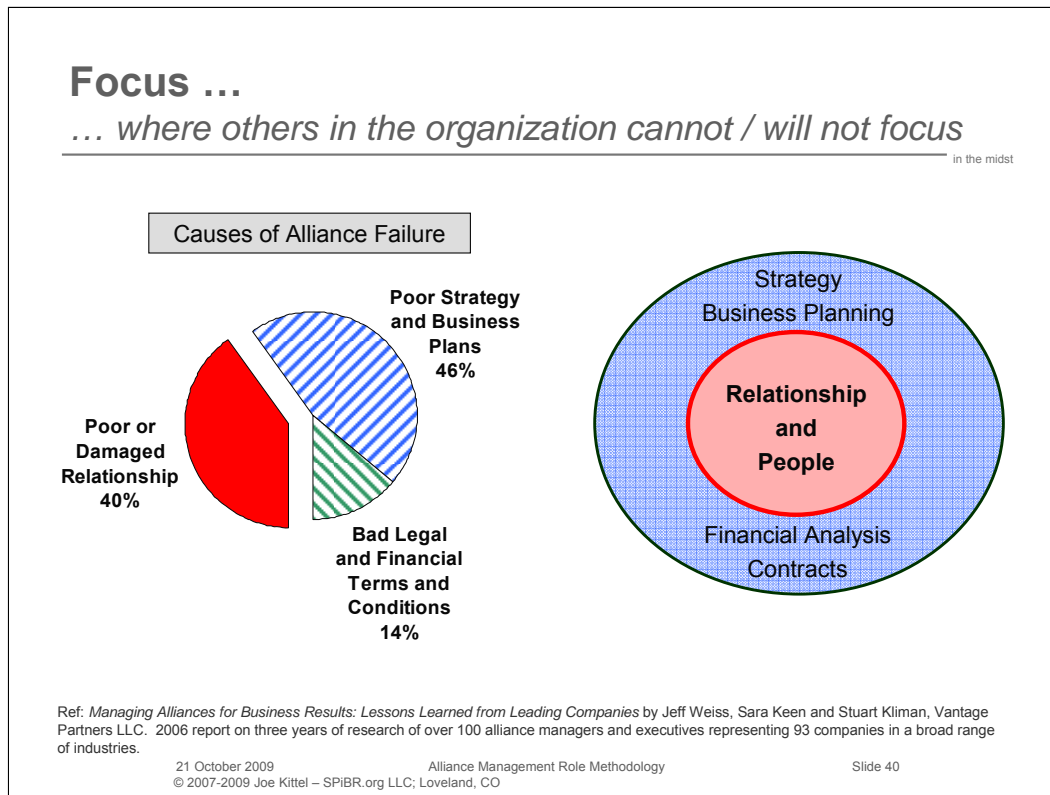 Focus …
… where others in the organization cannot / will not focus
in the midst
Causes of Alliance Failure
Poor Strategy
and Business
Plans
46%
Poor or
Damaged
Relationship
40%
Bad Legal
and Financial
Terms and
Conditions
14%
Strategy
Business Planning
Relationship
and
People
Financial Analysis
Contracts
Ref: Managing Alliances for Business Results: Lessons Learned from Leading Companies by Jeff Weiss, Sara Keen and Stuart Kliman, Vantage
Partners LLC. 2006 report on three years of research of over 100 alliance managers and executives representing 93 companies in a broad range
of industries.
21 October 2009 Alliance Management Role Methodology Slide 40
© 2007-2009 Joe Kittel – SPiBR.org LLC; Loveland, CO